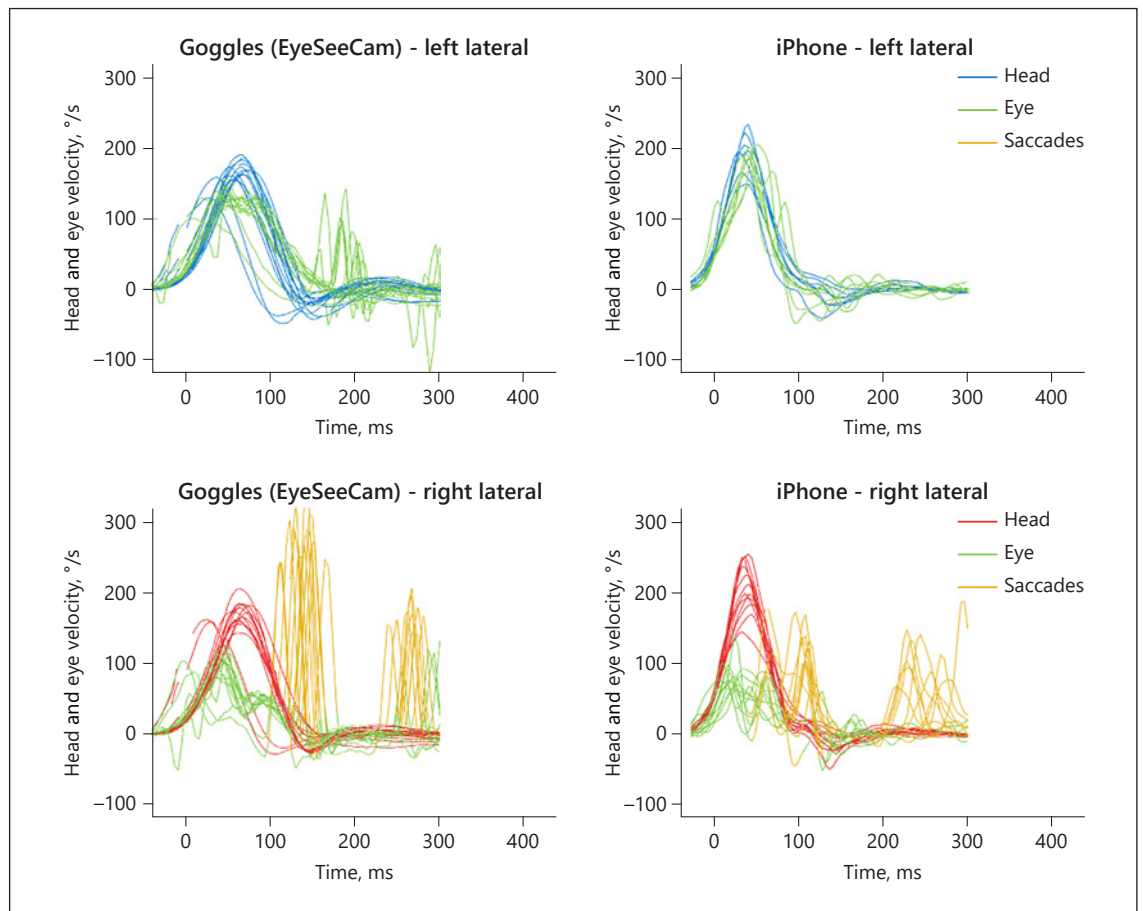 Goggles (EyeSeeCam) - left lateral
300
200
100
0
–100
Head and eye velocity, °/s
0 100 200 300 400
Time, ms
iPhone - left lateral
Head
Eye
Saccades
300
200
100
0
–100
Head and eye velocity, °/s
0 100 200 300 400
Time, ms
Goggles (EyeSeeCam) - right lateral
300
200
100
0
–100
Head and eye velocity, °/s
0 100 200 300 400
Time, ms
iPhone - right lateral
Head
Eye
Saccades
300
200
100
0
–100
Head and eye velocity, °/s
0 100 200 300 400
Time, ms